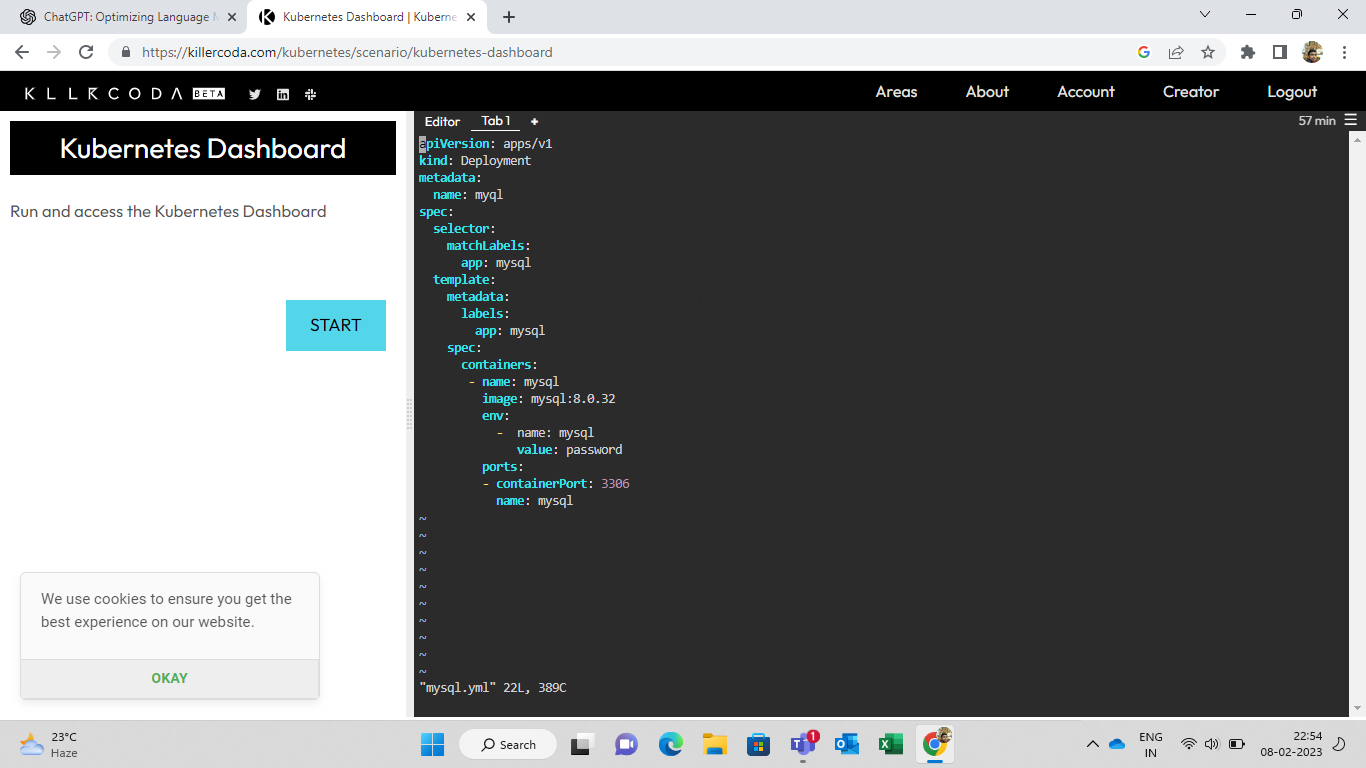 ChatGPT: Optimizing Language M
Kubernetes Dashboard | Kuberne
https://killercoda.com/kubernetes/scenario/kubernetes-dashboard
KILLERCODA BETA
Areas
About
Account
Creator
Logout
Kubernetes Dashboard
Run and access the Kubernetes Dashboard
START
We use cookies to ensure you get the
best experience on our website.
OKAY
Editor
Tab 1
+
57 min
apiVersion: apps/v1
kind: Deployment
metadata:
  name: myql
spec:
  selector:
    matchLabels:
      app: mysql
  template:
    metadata:
      labels:
        app: mysql
    spec:
      containers:
       - name: mysql
         image: mysql:8.0.32
         env:
           -  name: mysql
              value: password
         ports:
         - containerPort: 3306
           name: mysql
~
~
~
~
~
~
~
~
~
~
"mysql.yml" 22L, 389C
23°C
Haze
Search
1
ENG
IN
22:54
08-02-2023